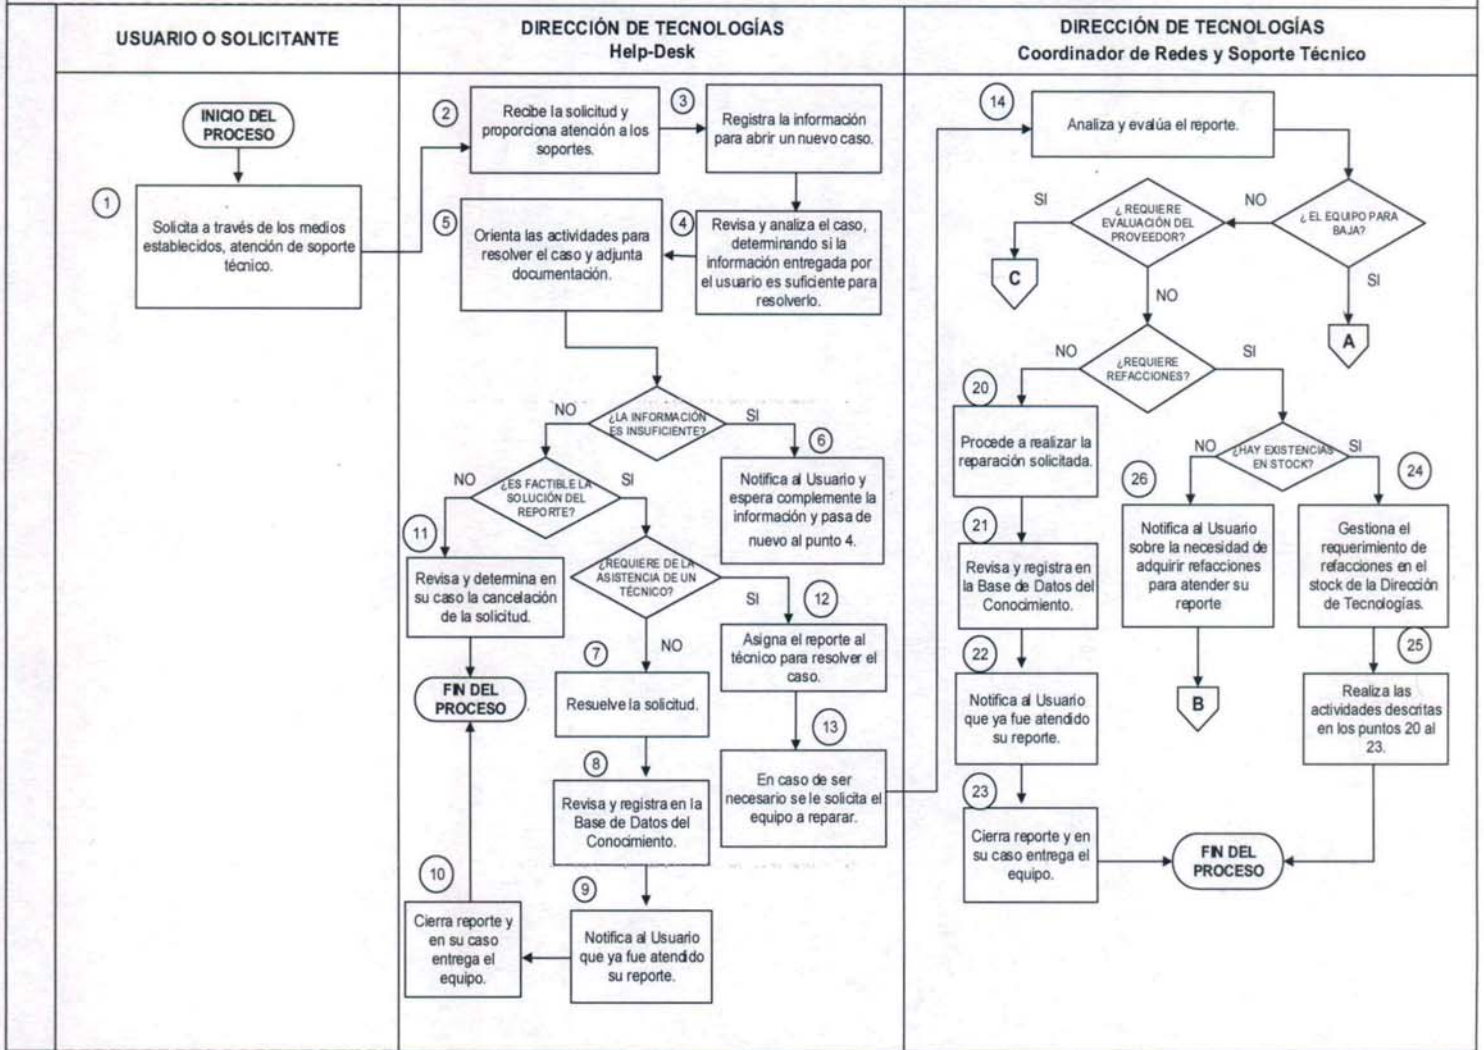 USUARIO O SOLICITANTE
DIRECCIÓN DE TECNOLOGÍAS
Help-Desk
DIRECCIÓN DE TECNOLOGÍAS
Coordinador de Redes y Soporte Técnico
INICIO DEL
PROCESO
1
Solicita a través de los medios
establecidos, atención de soporte
técnico.
2
Recibe la solicitud y
proporciona atención a los
soportes.
3
Registra la información
para abrir un nuevo caso.
4
Revisa y analiza el caso,
determinando si la
información entregada por
el usuario es suficiente para
resolverlo.
5
Orienta las actividades para
resolver el caso y adjunta
documentación.
¿LA INFORMACIÓN
ES INSUFICIENTE?
NO
SI
6
Notifica al Usuario y
espera complemente la
información y pasa de
nuevo al punto 4.
¿ES FACTIBLE LA
SOLUCIÓN DEL
REPORTE?
NO
SI
11
Revisa y determina en
su caso la cancelación
de la solicitud.
FIN DEL
PROCESO
¿REQUIERE DE LA
ASISTENCIA DE UN
TÉCNICO?
SI
NO
12
Asigna el reporte al
técnico para resolver el
caso.
13
En caso de ser
necesario se le solicita el
equipo a reparar.
7
Resuelve la solicitud.
8
Revisa y registra en la
Base de Datos del
Conocimiento.
9
Notifica al Usuario
que ya fue atendido
su reporte.
10
Cierra reporte y
en su caso
entrega el
equipo.
14
Analiza y evalúa el reporte.
¿ EL EQUIPO PARA
BAJA?
NO
SI
A
¿ REQUIERE
EVALUACIÓN DEL
PROVEEDOR?
SI
NO
C
¿REQUIERE
REFACCIONES?
NO
SI
20
Procede a realizar la
reparación solicitada.
21
Revisa y registra en
la Base de Datos del
Conocimiento.
22
Notifica al Usuario
que ya fue atendido
su reporte.
23
Cierra reporte y en
su caso entrega el
equipo.
¿HAY EXISTENCIAS
EN STOCK?
NO
SI
26
Notifica al Usuario
sobre la necesidad de
adquirir refacciones
para atender su
reporte
B
24
Gestiona el
requerimiento de
refacciones en el
stock de la Dirección
de Tecnologías.
25
Realiza las
actividades descritas
en los puntos 20 al
23.
FIN DEL
PROCESO